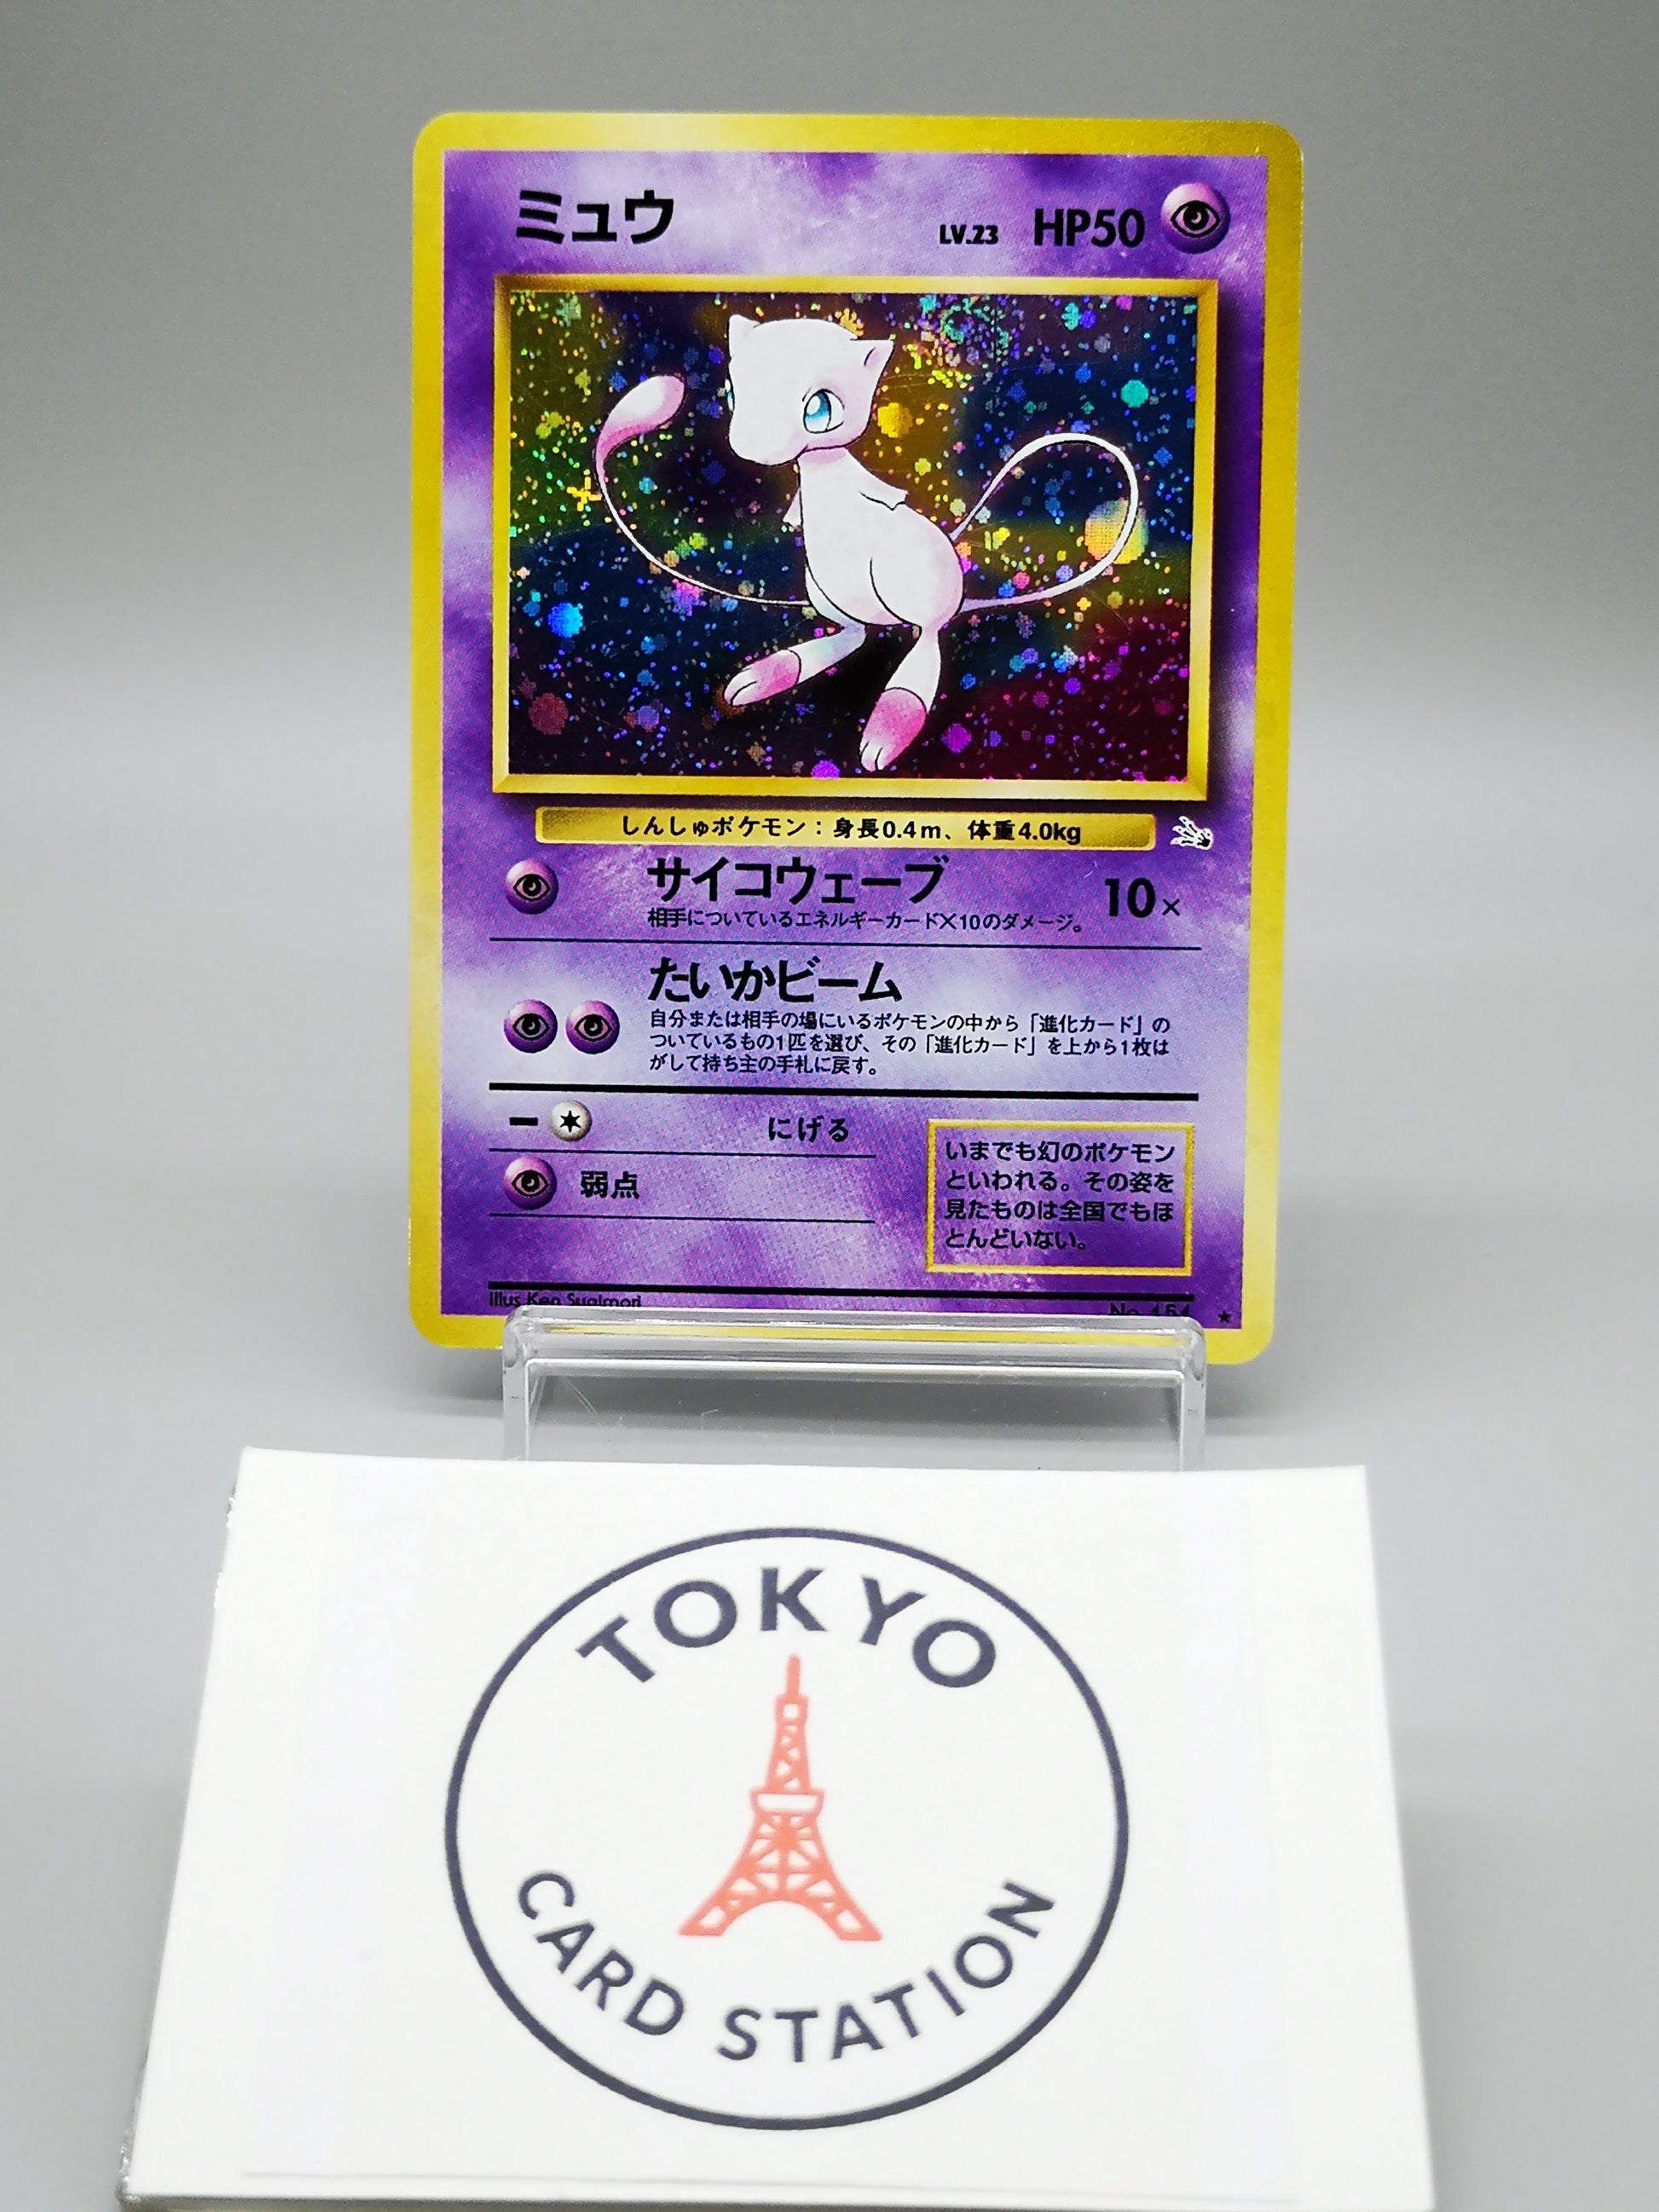 ミュウ LV.23 HP50
しんしゅポケモン：身長0.4m、体重4.0kg
サイコウェーブ 10×
相手についているエネルギーカード×10のダメージ。
たいかビーム
自分または相手の場にいるポケモンの中から「進化カード」の
ついているもの1匹を選び、その「進化カード」を上から1枚は
がして持ち主の手札に戻す。
− にげる
弱点
いまでも幻のポケモン
といわれる。その姿を
見たものは全国でもほ
とんどいない。
Illus Ken Sugimori
No. 151 ★
TOKYO
CARD STATION